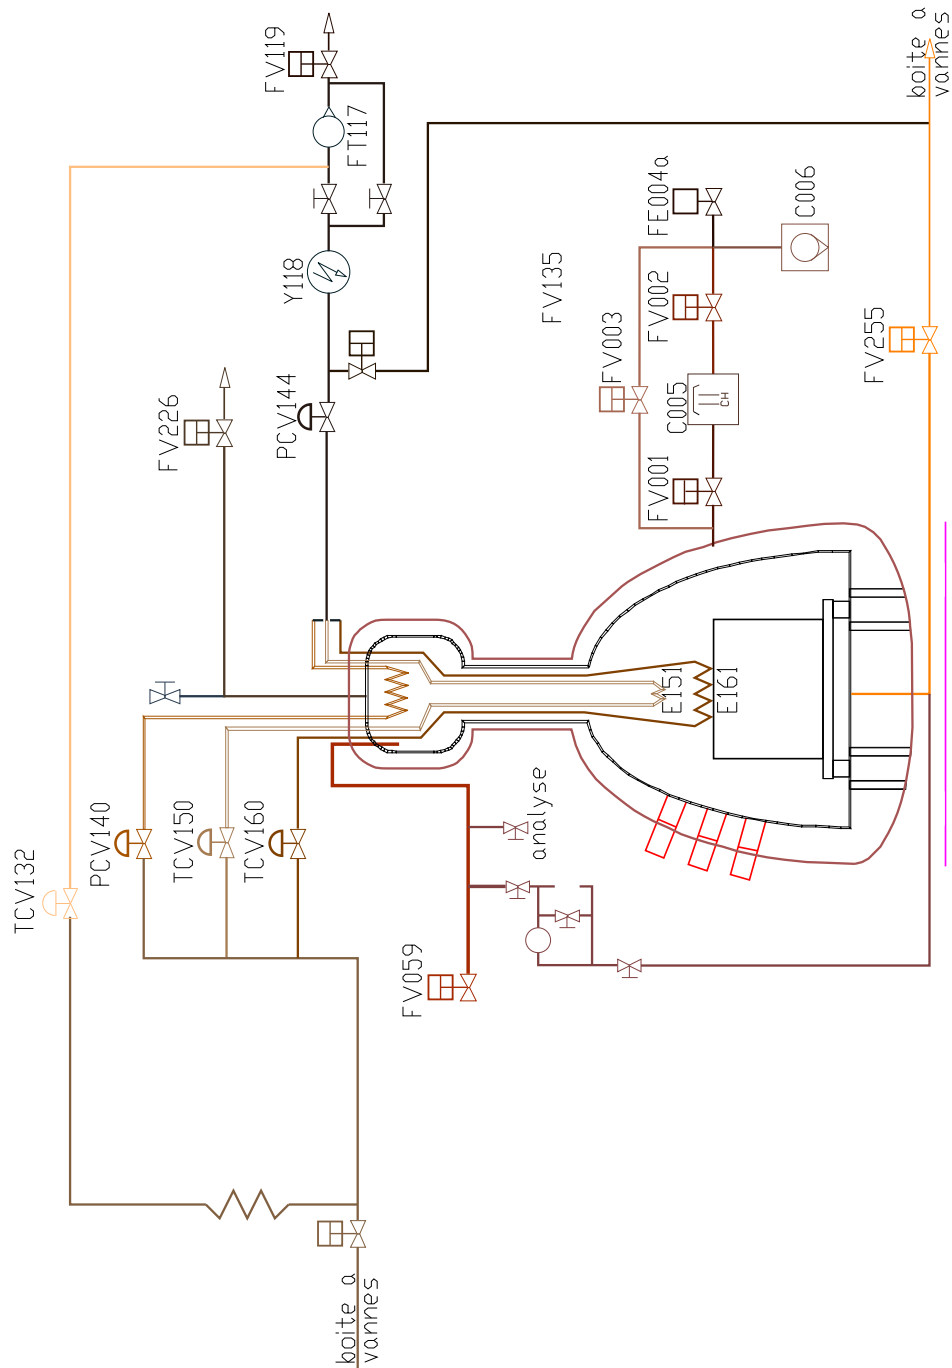 TCV132
PCV140
FV226
TCV150
TCV160
FV119
PCV144
Y118
boite a
vannes
FT117
FV059
analyse
FV135
FV003
FV001
FV002
FE004a
E151
C005
CH
E161
C006
FV255
boite a
vannes